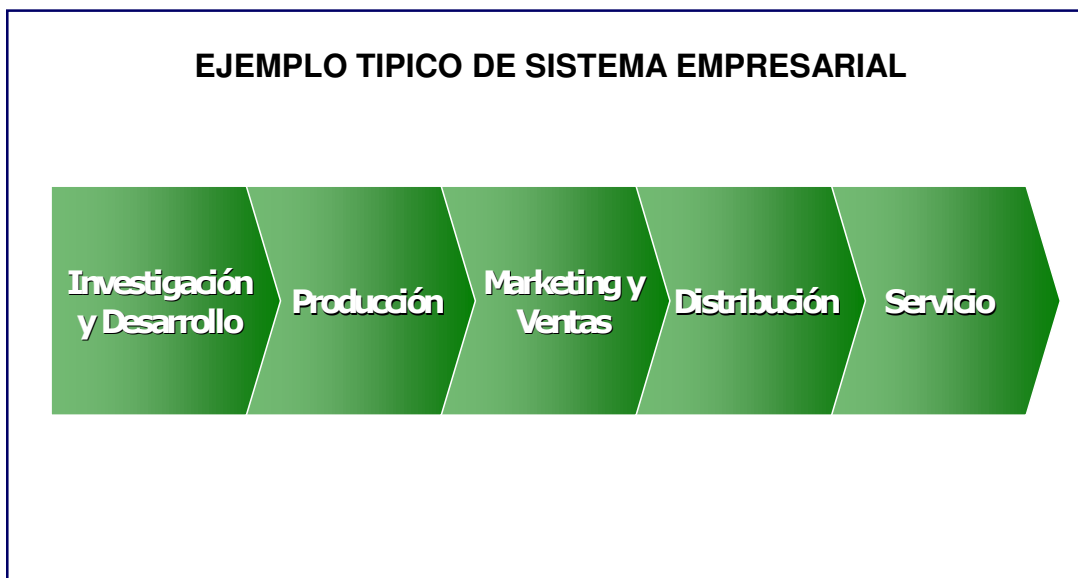 EJEMPLO TIPICO DE SISTEMA EMPRESARIAL
Investigación
y Desarrollo
Producción
Marketing y
Ventas
Distribución
Servicio